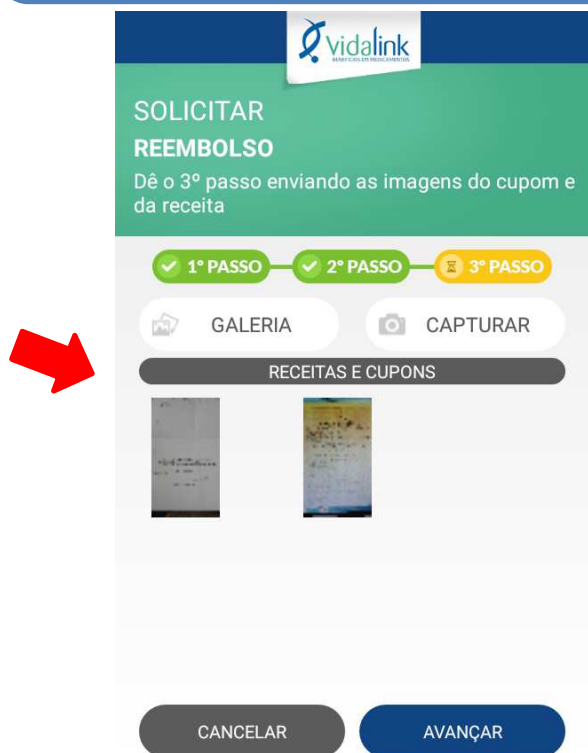 vidalink
BENEFÍCIOS EM MEDICAMENTOS
SOLICITAR
REEMBOLSO
Dê o 3º passo enviando as imagens do cupom e
da receita
1º PASSO 2º PASSO 3º PASSO
GALERIA CAPTURAR
RECEITAS E CUPONS
CANCELAR AVANÇAR